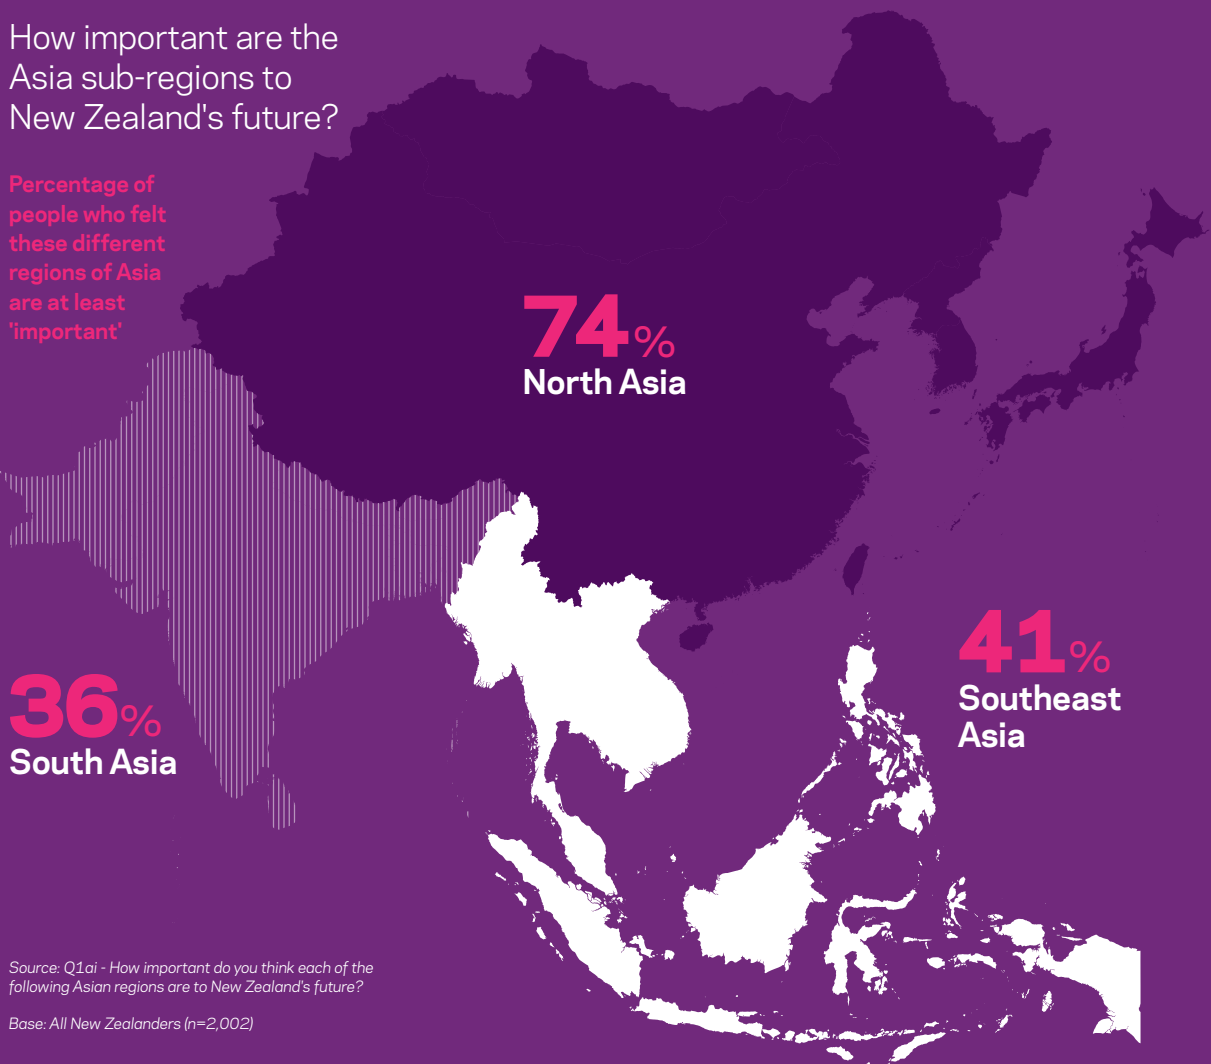 How important are the
Asia sub-regions to
New Zealand's future?
Percentage of
people who felt
these different
regions of Asia
are at least
'important'
74%
North Asia
41%
Southeast
Asia
36%
South Asia
Source: Q1ai - How important do you think each of the
following Asian regions are to New Zealand's future?
Base: All New Zealanders (n=2,002)